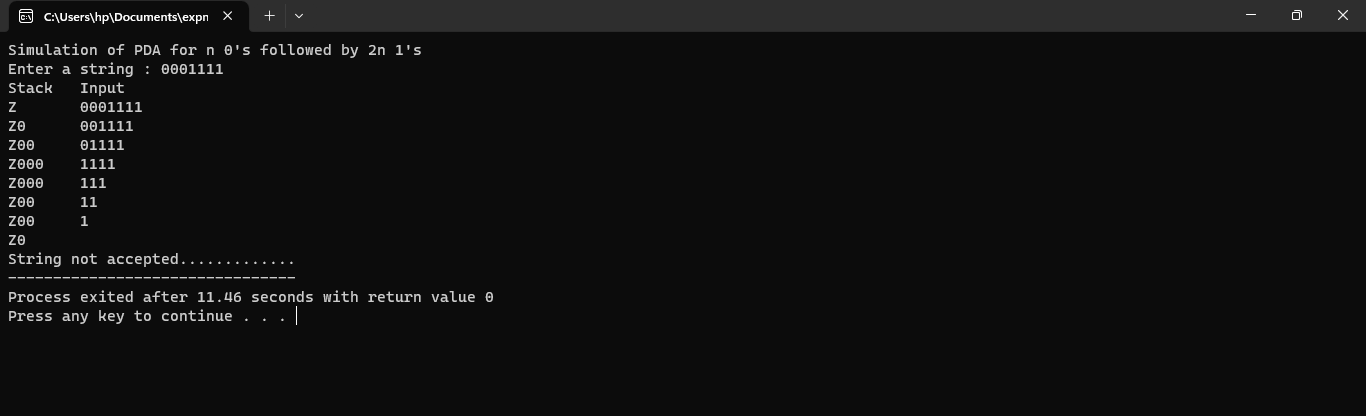 C:\Users\hp\Documents\expn
Simulation of PDA for n 0's followed by 2n 1's
Enter a string : 0001111
Stack   Input
Z       0001111
Z0      001111
Z00     01111
Z000    1111
Z000    111
Z00     11
Z00     1
Z0
String not accepted.............
--------------------------------
Process exited after 11.46 seconds with return value 0
Press any key to continue . . .